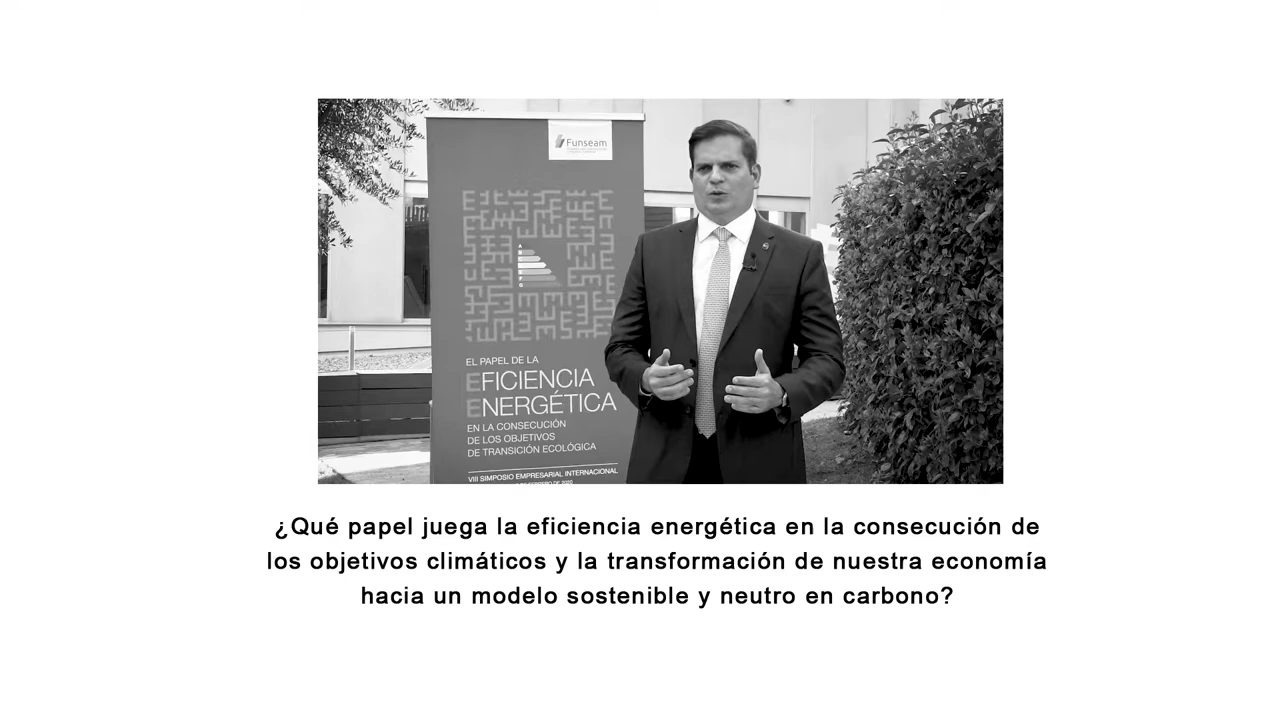 Funseam
A
B
C
D
E
F
G
EL PAPEL DE LA
EFICIENCIA
ENERGÉTICA
EN LA CONSECUCIÓN
DE LOS OBJETIVOS
DE TRANSICIÓN ECOLÓGICA
VIII SIMPOSIO EMPRESARIAL INTERNACIONAL
DE 2020
¿Qué papel juega la eficiencia energética en la consecución de
los objetivos climáticos y la transformación de nuestra economía
hacia un modelo sostenible y neutro en carbono?